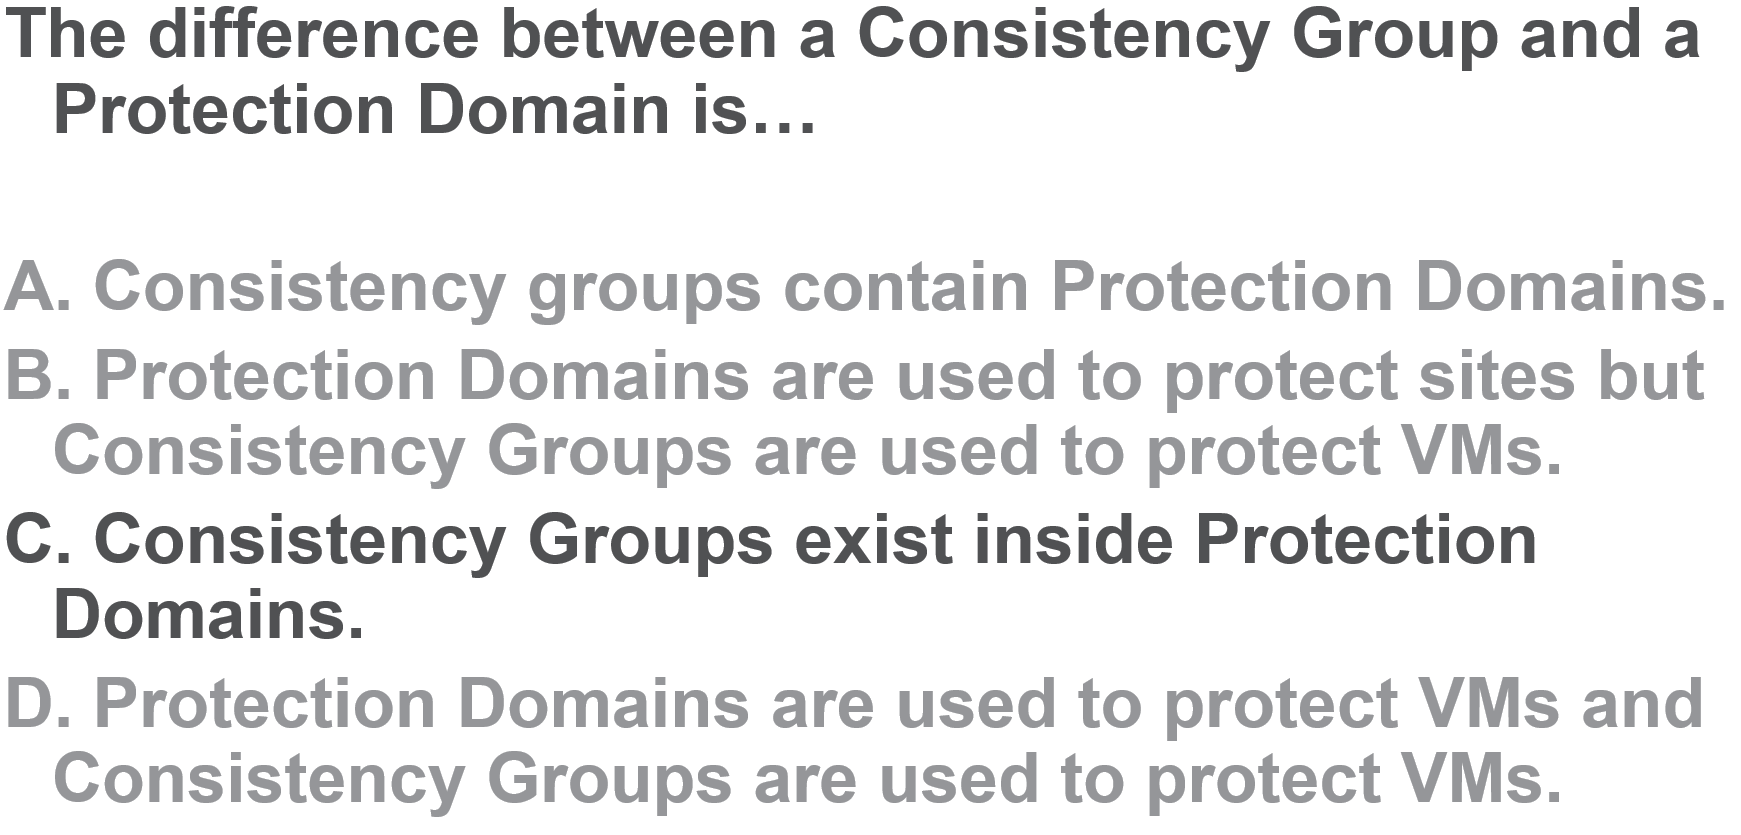 The difference between a Consistency Group and a
Protection Domain is…
A. Consistency groups contain Protection Domains.
B. Protection Domains are used to protect sites but
Consistency Groups are used to protect VMs.
C. Consistency Groups exist inside Protection
Domains.
D. Protection Domains are used to protect VMs and
Consistency Groups are used to protect VMs.